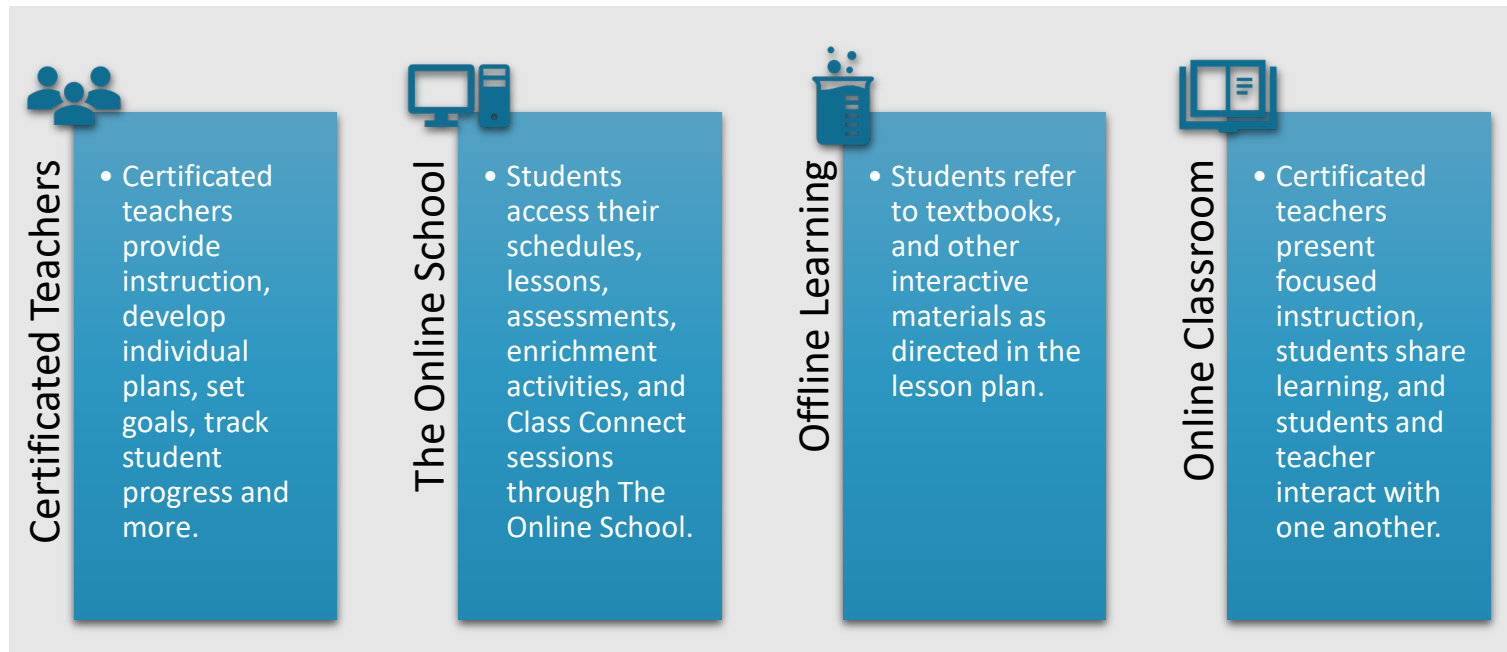 Certificated Teachers
• Certificated
teachers
provide
instruction,
develop
individual
plans, set
goals, track
student
progress and
more.
The Online School
• Students
access their
schedules,
lessons,
assessments,
enrichment
activities, and
Class Connect
sessions
through The
Online School.
Offline Learning
• Students refer
to textbooks,
and other
interactive
materials as
directed in the
lesson plan.
Online Classroom
• Certificated
teachers
present
focused
instruction,
students share
learning, and
students and
teacher
interact with
one another.